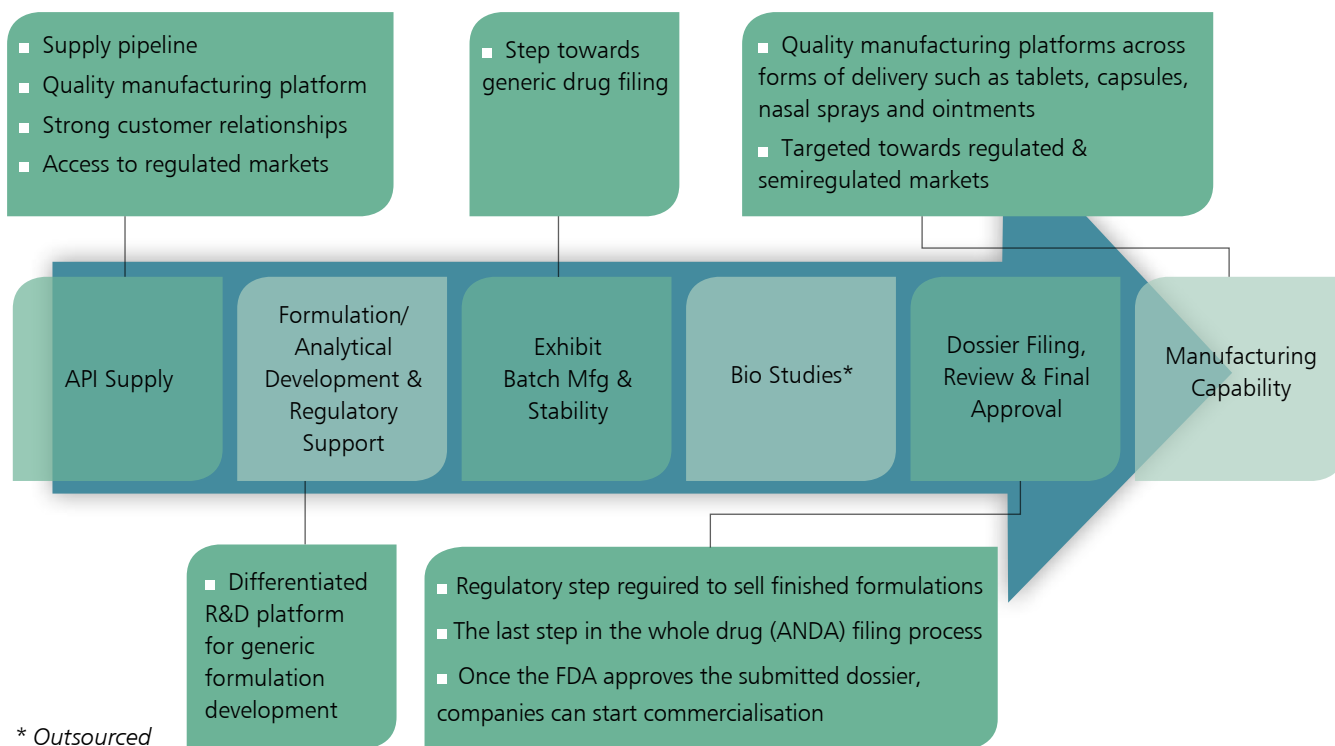 ▪ Supply pipeline
▪ Quality manufacturing platform
▪ Strong customer relationships
▪ Access to regulated markets
▪ Step towards
generic drug filing
▪ Quality manufacturing platforms across
forms of delivery such as tablets, capsules,
nasal sprays and ointments
▪ Targeted towards regulated &
semiregulated markets
API Supply
Formulation/
Analytical
Development &
Regulatory
Support
Exhibit
Batch Mfg &
Stability
Bio Studies*
Dossier Filing,
Review & Final
Approval
Manufacturing
Capability
▪ Differentiated
R&D platform
for generic
formulation
development
▪ Regulatory step reguired to sell finished formulations
▪ The last step in the whole drug (ANDA) filing process
▪ Once the FDA approves the submitted dossier,
companies can start commercialisation
* Outsourced